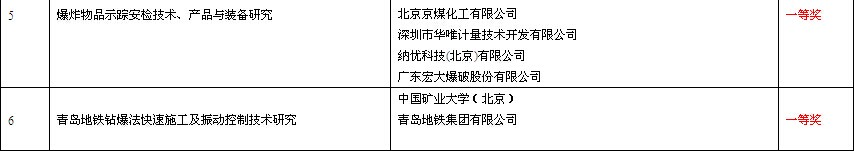 5
爆炸物品示踪安检技术、产品与装备研究
北京京煤化工有限公司
深圳市华唯计量技术开发有限公司
纳优科技(北京)有限公司
广东宏大爆破股份有限公司
一等奖
6
青岛地铁钻爆法快速施工及振动控制技术研究
中国矿业大学（北京）
青岛地铁集团有限公司
一等奖